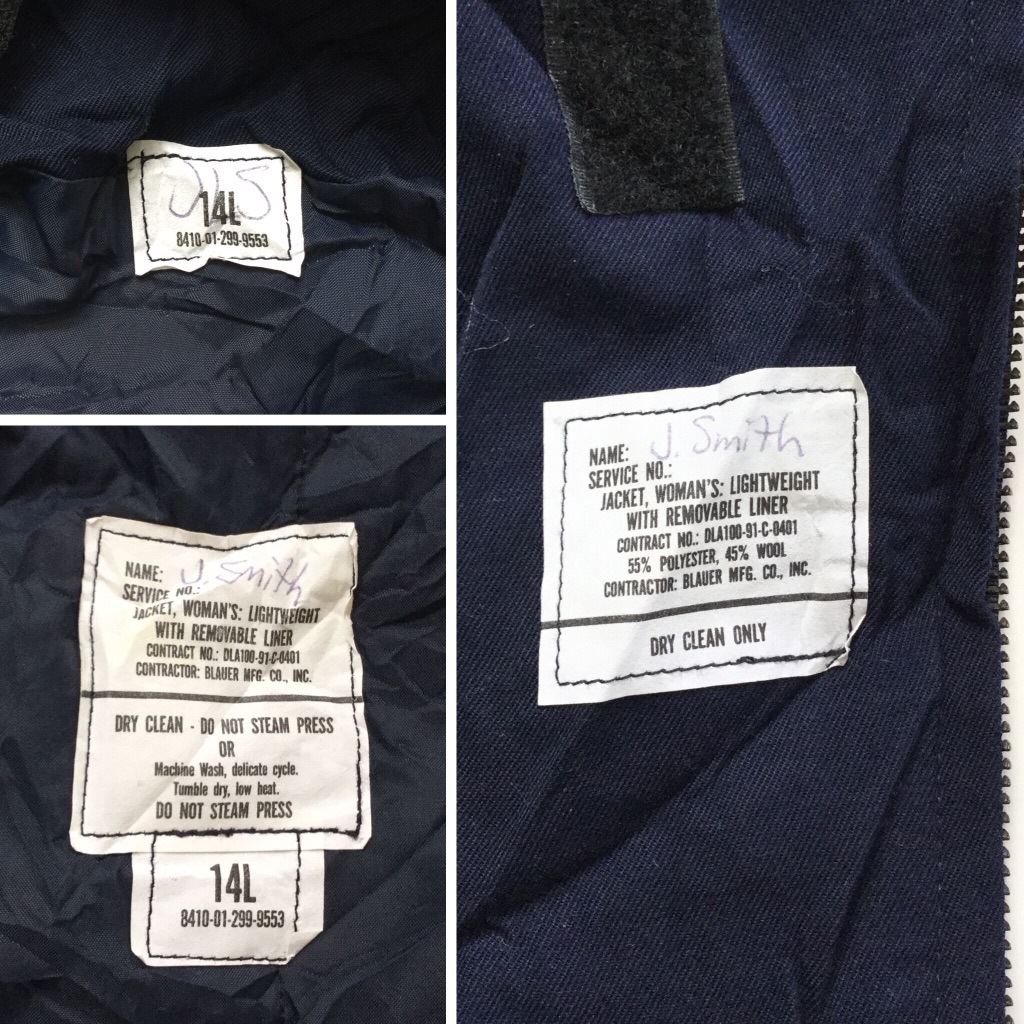 JLS
14L
8410-01-299-9553
NAME: J. Smith
SERVICE NO.:
JACKET, WOMAN'S: LIGHTWEIGHT
WITH REMOVABLE LINER
CONTRACT NO.: DLA100-91-C-0401
CONTRACTOR: BLAUER MFG. CO., INC.
DRY CLEAN - DO NOT STEAM PRESS
OR
Machine Wash, delicate cycle.
Tumble dry, low heat.
DO NOT STEAM PRESS
14L
8410-01-299-9553
NAME: J. Smith
SERVICE NO.:
JACKET, WOMAN'S: LIGHTWEIGHT
WITH REMOVABLE LINER
CONTRACT NO.: DLA100-91-C-0401
55% POLYESTER, 45% WOOL
CONTRACTOR: BLAUER MFG. CO., INC.
DRY CLEAN ONLY